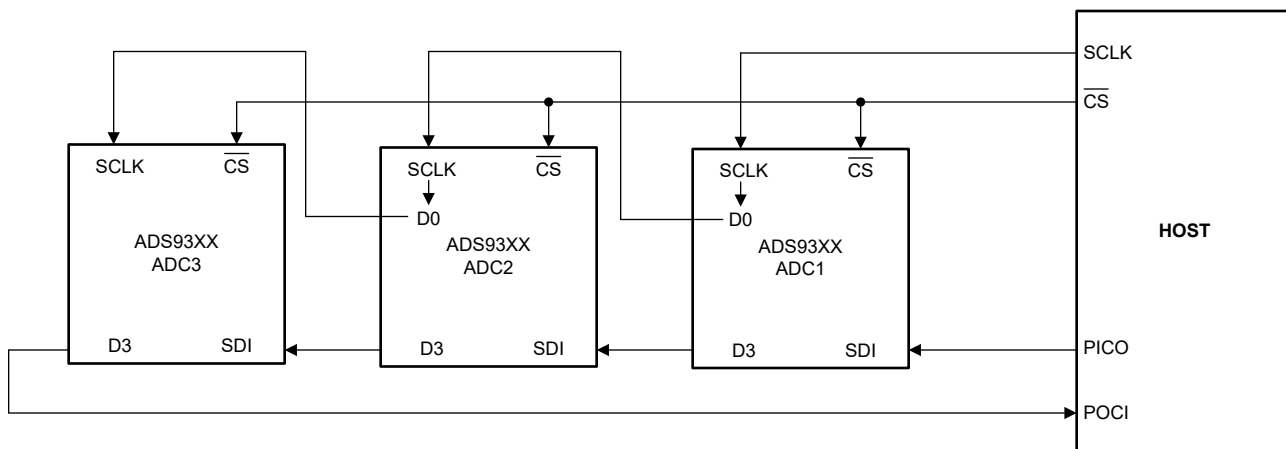 SCLK
CS
SCLK CS
SCLK CS
SCLK CS
D0
D0
ADS93XX
ADC3
ADS93XX
ADC2
ADS93XX
ADC1
HOST
D3 SDI
D3 SDI
D3 SDI
PICO
POCI